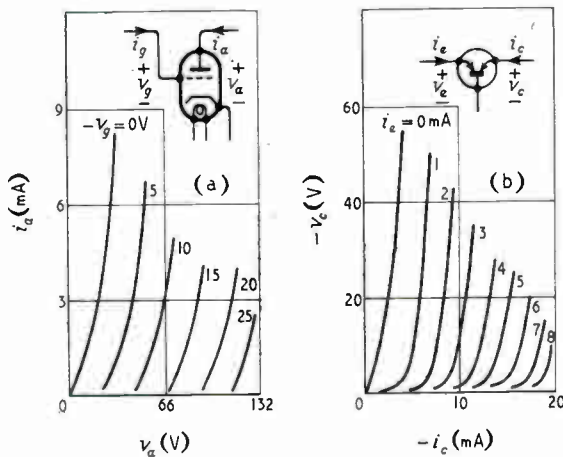 i_g
i_a
+
v_g
−
+
v_a
−
9
6
3
0
i_a (mA)
−v_g = 0V
5
10
15
20
25
(a)
66
132
v_a (V)
i_e
i_c
+
v_e
−
+
v_c
−
60
40
20
0
−v_c (V)
i_e = 0 mA
1
2
3
4
5
6
7
8
(b)
10
20
−i_c (mA)